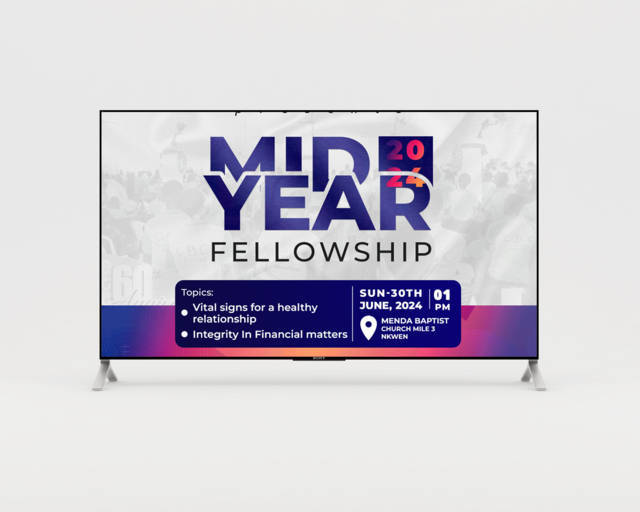 MID 20
24
YEAR
FELLOWSHIP
Topics:
Vital signs for a healthy
relationship
Integrity In Financial matters
SUN-30TH
JUNE, 2024
01
PM
MENDA BAPTIST
CHURCH MILE 3
NKWEN
SONY